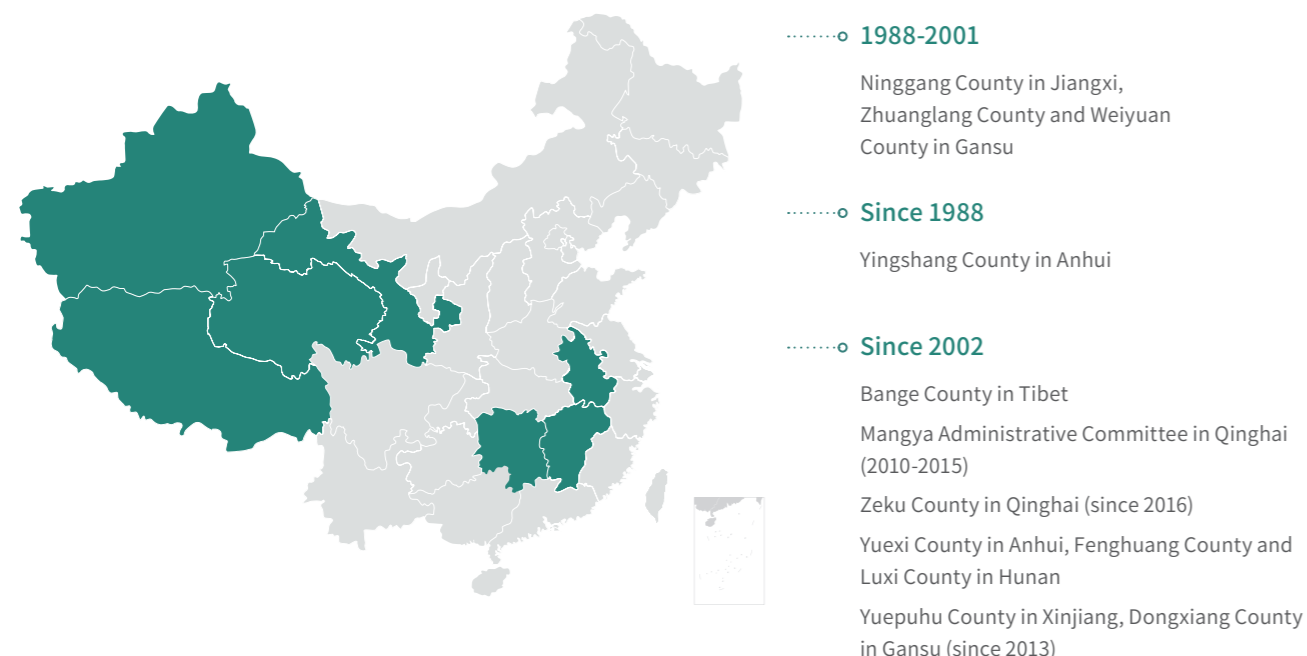 1988-2001
Ninggang County in Jiangxi,
Zhuanglang County and Weiyuan
County in Gansu
Since 1988
Yingshang County in Anhui
Since 2002
Bange County in Tibet
Mangya Administrative Committee in Qinghai
(2010-2015)
Zeku County in Qinghai (since 2016)
Yuexi County in Anhui, Fenghuang County and
Luxi County in Hunan
Yuepuhu County in Xinjiang, Dongxiang County
in Gansu (since 2013)